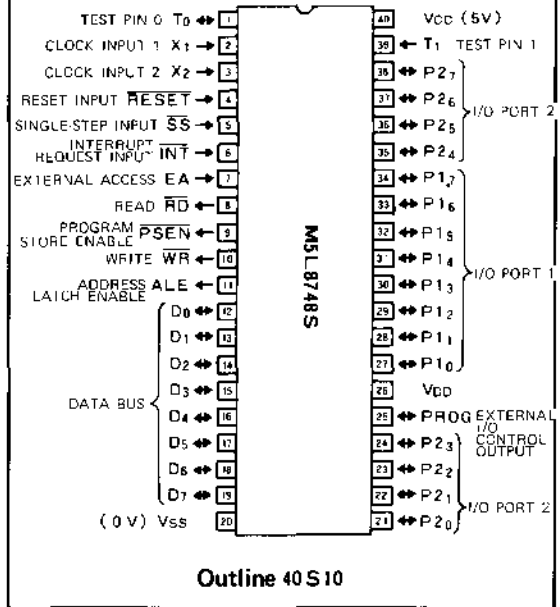 TEST PIN 0 T0 1
CLOCK INPUT 1 X1 2
CLOCK INPUT 2 X2 3
RESET INPUT RESET 4
SINGLE-STEP INPUT SS 5
INTERRUPT
REQUEST INPUT INT 6
EXTERNAL ACCESS EA 7
READ RD 8
PROGRAM
STORE ENABLE PSEN 9
WRITE WR 10
ADDRESS
LATCH ENABLE ALE 11
D0 12
D1 13
D2 14
D3 15
DATA BUS
D4 16
D5 17
D6 18
D7 19
(0V) VSS 20
M5L8748S
40 VCC (5V)
39 T1 TEST PIN 1
38 P27
37 P26
I/O PORT 2
36 P25
35 P24
34 P17
33 P16
32 P15
31 P14
I/O PORT 1
30 P13
29 P12
28 P11
27 P10
26 VDD
25 PROG EXTERNAL
I/O
CONTROL
OUTPUT
24 P23
23 P22
22 P21
I/O PORT 2
21 P20
Outline 40S10